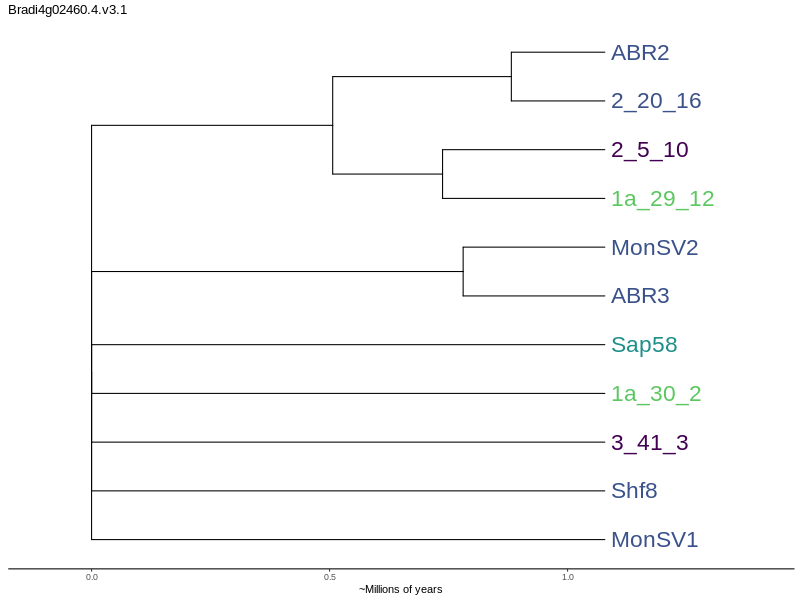 Bradi4g02460.4.v3.1
ABR2
2_20_16
2_5_10
1a_29_12
MonSV2
ABR3
Sap58
1a_30_2
3_41_3
Shf8
MonSV1
0.0 0.5 1.0
~Millions of years